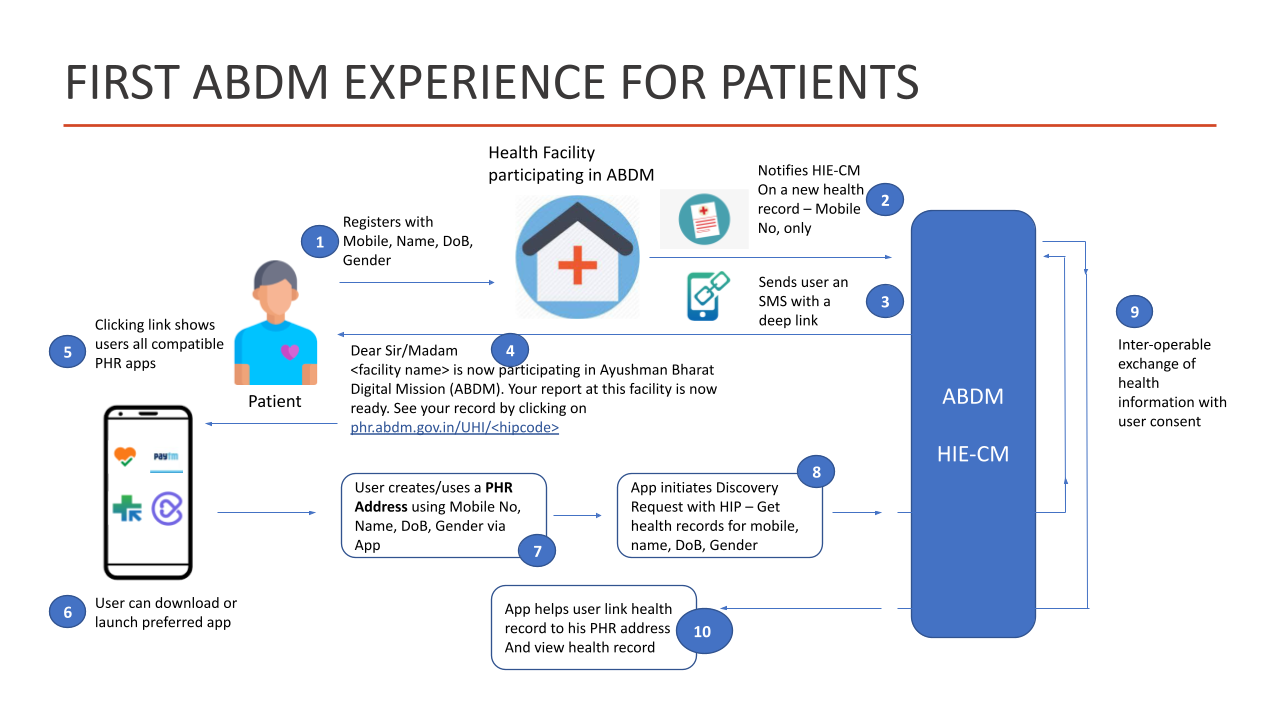 FIRST ABDM EXPERIENCE FOR PATIENTS
Health Facility
participating in ABDM
1
Registers with
Mobile, Name, DoB,
Gender
Notifies HIE-CM
On a new health
record – Mobile
No, only
2
Sends user an
SMS with a
deep link
3
4
Dear Sir/Madam
<facility name> is now participating in Ayushman Bharat
Digital Mission (ABDM). Your report at this facility is now
ready. See your record by clicking on
phr.abdm.gov.in/UHI/<hipcode>
5
Clicking link shows
users all compatible
PHR apps
Patient
paytm
6
User can download or
launch preferred app
User creates/uses a PHR
Address using Mobile No,
Name, DoB, Gender via
App
7
App initiates Discovery
Request with HIP – Get
health records for mobile,
name, DoB, Gender
8
ABDM
HIE-CM
9
Inter-operable
exchange of
health
information with
user consent
App helps user link health
record to his PHR address
And view health record
10